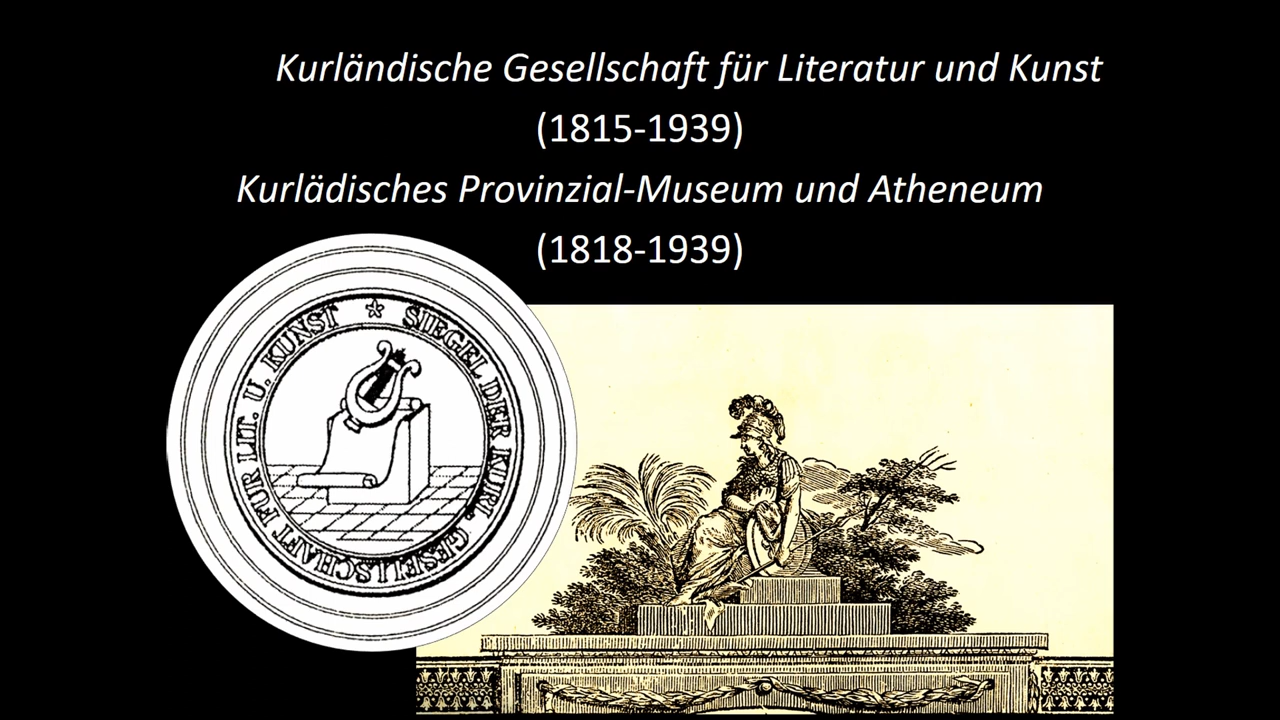 Kurländische Gesellschaft für Literatur und Kunst
(1815-1939)
Kurlädisches Provinzial-Museum und Atheneum
(1818-1939)
SIEGEL DER KURL. GESELLSCHAFT FUR LIT. U. KUNST